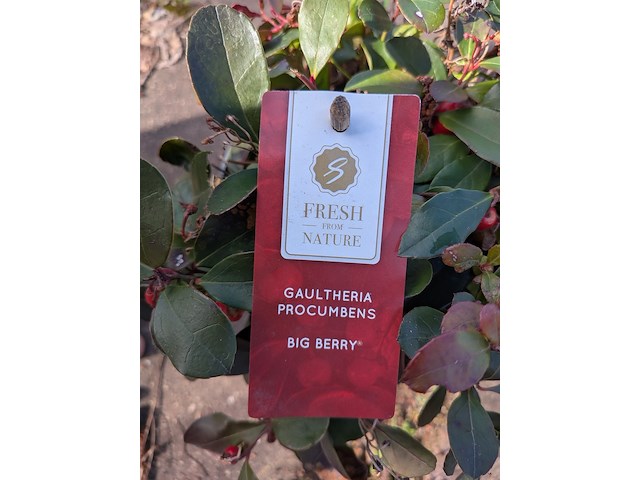 S
FRESH
FROM
NATURE
GAULTHERIA
PROCUMBENS
BIG BERRY®